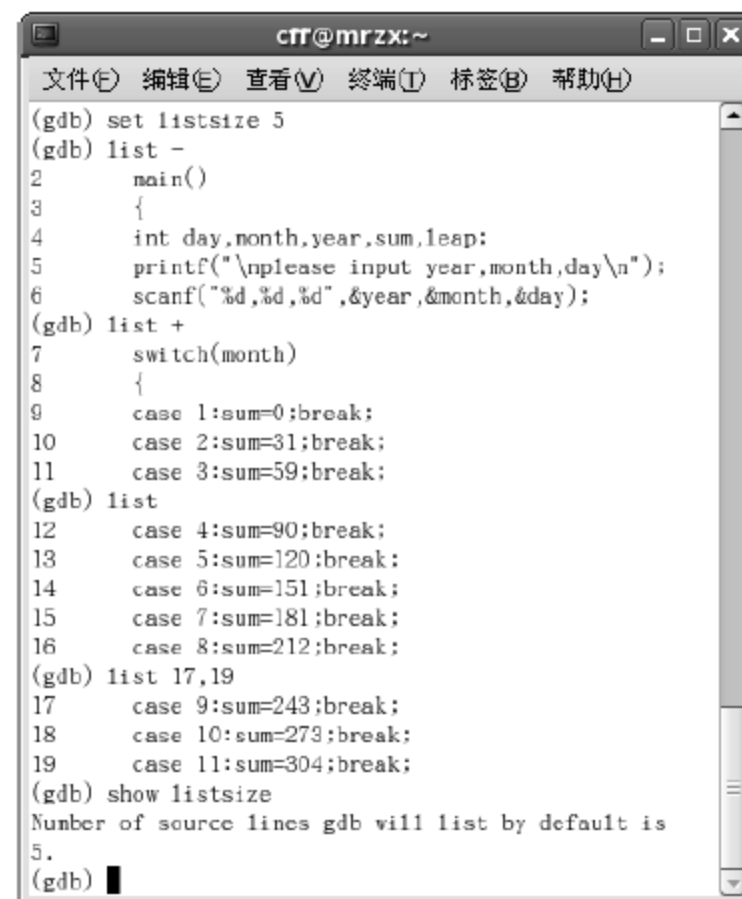 cff@mrzx:~
文件(F) 编辑(E) 查看(V) 终端(T) 标签(B) 帮助(H)
(gdb) set listsize 5
(gdb) list -
2 main()
3 {
4 int day,month,year,sum,leap;
5 printf("\nplease input year,month,day\n");
6 scanf("%d,%d,%d",&year,&month,&day);
(gdb) list +
7 switch(month)
8 {
9 case 1:sum=0;break;
10 case 2:sum=31;break;
11 case 3:sum=59;break;
(gdb) list
12 case 4:sum=90;break;
13 case 5:sum=120;break;
14 case 6:sum=151;break;
15 case 7:sum=181;break;
16 case 8:sum=212;break;
(gdb) list 17,19
17 case 9:sum=243;break;
18 case 10:sum=273;break;
19 case 11:sum=304;break;
(gdb) show listsize
Number of source lines gdb will list by default is
5.
(gdb)